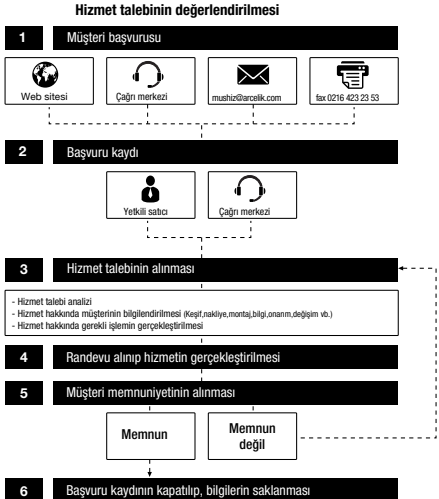 Hizmet talebinin değerlendirilmesi
1 Müşteri başvurusu
Web sitesi
Çağrı merkezi
mushiz@arcelik.com
fax 0216 423 23 53
2 Başvuru kaydı
Yetkili satıcı
Çağrı merkezi
3 Hizmet talebinin alınması
- Hizmet talebi analizi
- Hizmet hakkında müşterinin bilgilendirilmesi (Keşif,nakliye,montaj,bilgi,onarım,değişim vb.)
- Hizmet hakkında gerekli işlemin gerçekleştirilmesi
4 Randevu alınıp hizmetin gerçekleştirilmesi
5 Müşteri memnuniyetinin alınması
Memnun
Memnun
değil
6 Başvuru kaydının kapatılıp, bilgilerin saklanması